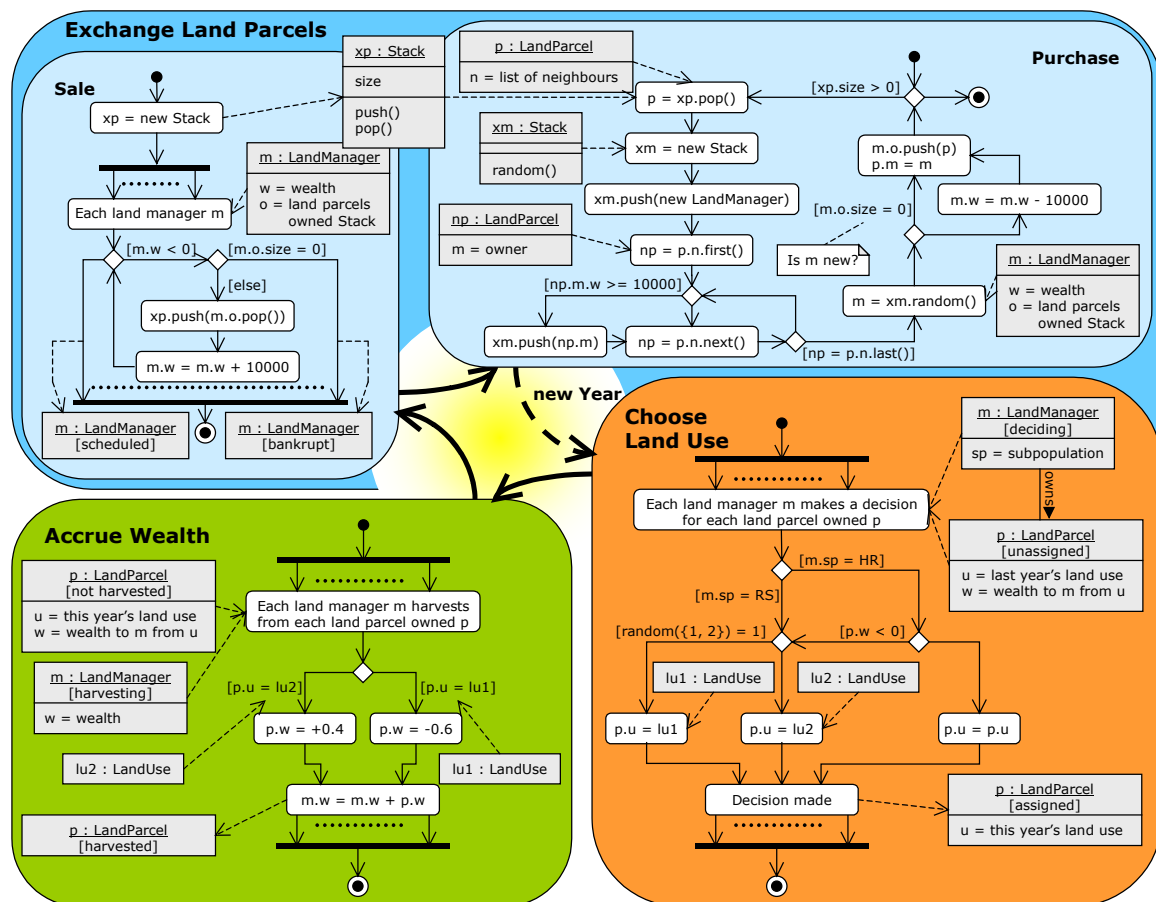 Exchange Land Parcels
Sale
xp = new Stack
Each land manager m
m : LandManager
w = wealth
o = land parcels
owned Stack
[m.w < 0]
[m.o.size = 0]
[else]
xp.push(m.o.pop())
m.w = m.w + 10000
m : LandManager
[scheduled]
m : LandManager
[bankrupt]
xp : Stack
size
push()
pop()
Purchase
p : LandParcel
n = list of neighbours
p = xp.pop()
[xp.size > 0]
xm : Stack
random()
xm = new Stack
xm.push(new LandManager)
np : LandParcel
m = owner
np = p.n.first()
[np.m.w >= 10000]
xm.push(np.m)
np = p.n.next()
[np = p.n.last()]
m.o.push(p)
p.m = m
m.w = m.w - 10000
[m.o.size = 0]
Is m new?
m = xm.random()
m : LandManager
w = wealth
o = land parcels
owned Stack
new Year
Choose
Land Use
m : LandManager
[deciding]
sp = subpopulation
owns
Each land manager m makes a decision
for each land parcel owned p
p : LandParcel
[unassigned]
u = last year’s land use
w = wealth to m from u
[m.sp = HR]
[m.sp = RS]
[random({1, 2}) = 1]
[p.w < 0]
lu1 : LandUse
lu2 : LandUse
p.u = lu1
p.u = lu2
p.u = p.u
Decision made
p : LandParcel
[assigned]
u = this year’s land use
Accrue Wealth
p : LandParcel
[not harvested]
u = this year’s land use
w = wealth to m from u
Each land manager m harvests
from each land parcel owned p
m : LandManager
[harvesting]
w = wealth
[p.u = lu2]
[p.u = lu1]
p.w = +0.4
p.w = -0.6
lu2 : LandUse
lu1 : LandUse
m.w = m.w + p.w
p : LandParcel
[harvested]